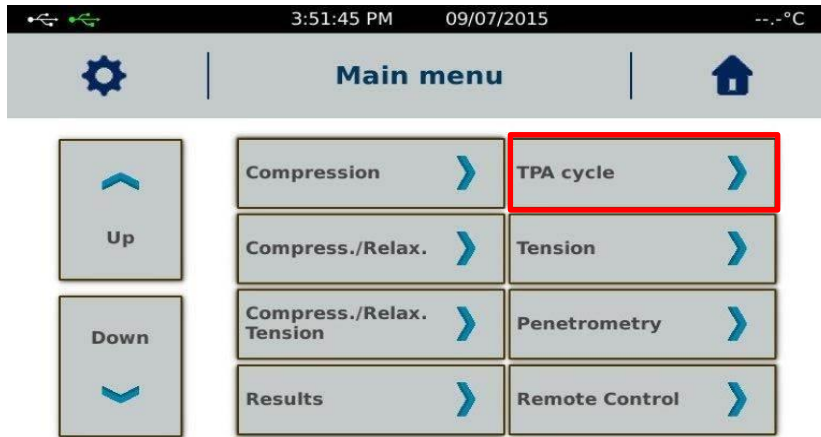 3:51:45 PM 09/07/2015 --.-°C
Main menu
Up
Down
Compression
TPA cycle
Compress./Relax.
Tension
Compress./Relax.
Tension
Penetrometry
Results
Remote Control